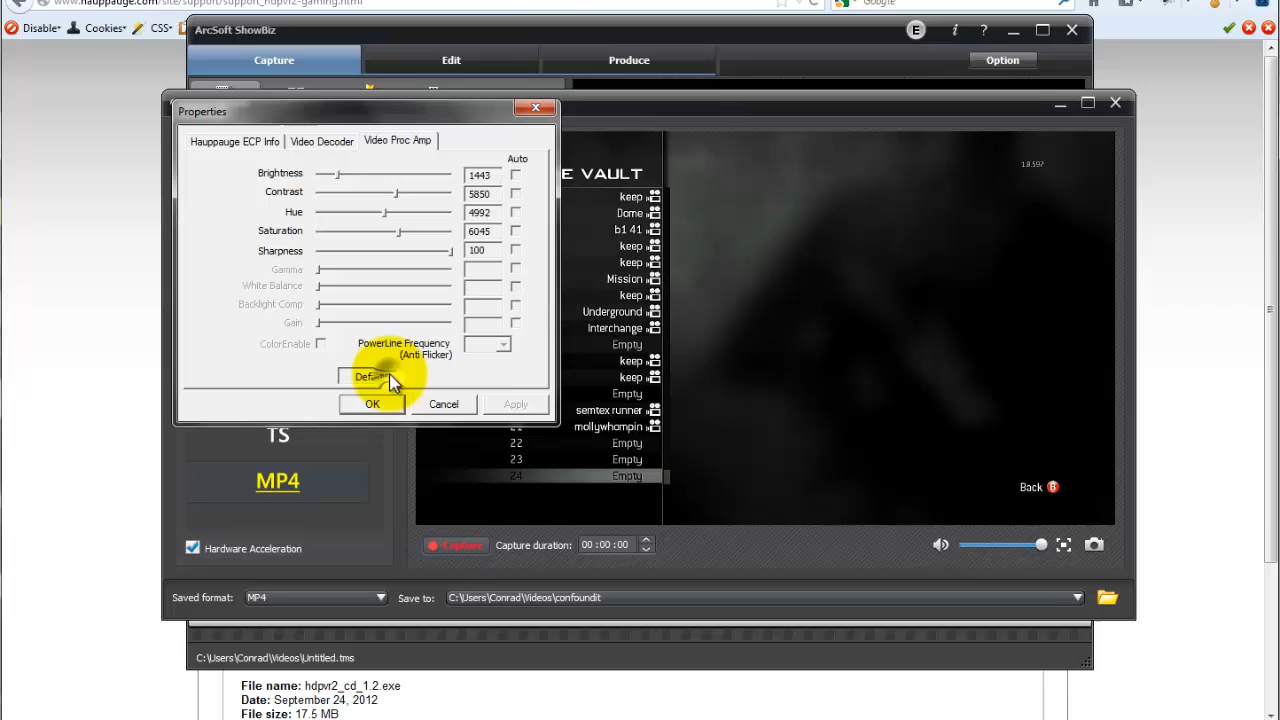 www.hauppauge.com/site/support/support_hdpvr2-gaming.html
Google
Disable
Cookies
CSS
ArcSoft ShowBiz
E
i
?
Capture
Edit
Produce
Option
Properties
Hauppauge ECP Info
Video Decoder
Video Proc Amp
Auto
Brightness
1443
Contrast
5850
Hue
4992
Saturation
6045
Sharpness
100
Gamma
White Balance
Backlight Comp
Gain
ColorEnable
PowerLine Frequency
(Anti Flicker)
OK
Cancel
Apply
E VAULT
1.8.597
keep
Dome
b1 41
keep
keep
Mission
keep
Underground
Interchange
Empty
keep
keep
Empty
semtex runner
mollywhompin
22 Empty
23 Empty
24 Empty
Back B
TS
MP4
Hardware Acceleration
Capture
Capture duration:
00:00:00
Saved format:
MP4
Save to:
C:\Users\Conrad\Videos\confoundit
C:\Users\Conrad\Videos\Untitled.tms
File name: hdpvr2_cd_1.2.exe
Date: September 24, 2012
File size: 17.5 MB